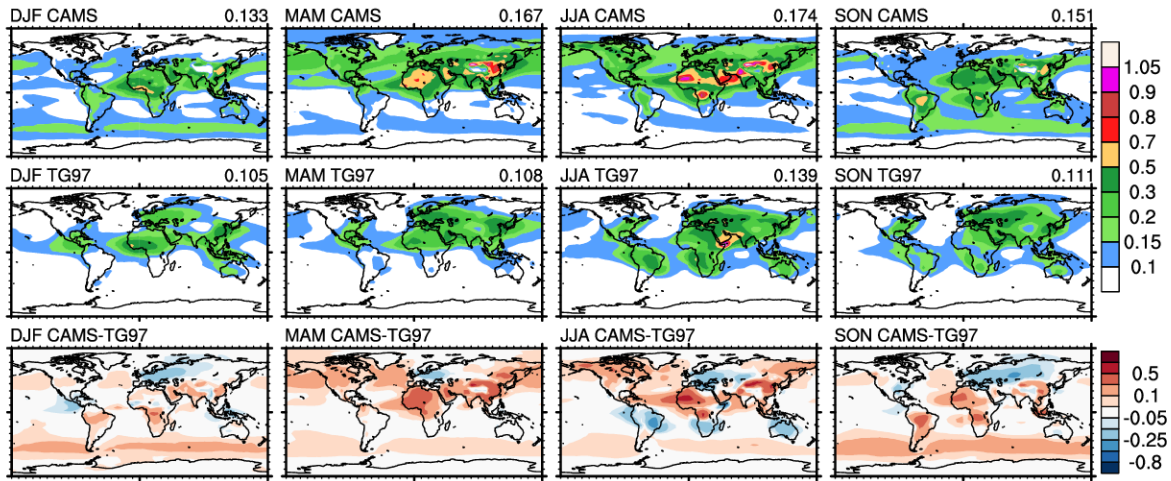 DJF CAMS 0.133
MAM CAMS 0.167
JJA CAMS 0.174
SON CAMS 0.151
1.05
0.9
0.7
0.5
0.3
0.2
0.15
0.1
DJF TG97 0.105
MAM TG97 0.108
JJA TG97 0.139
SON TG97 0.111
DJF CAMS-TG97
MAM CAMS-TG97
JJA CAMS-TG97
SON CAMS-TG97
0.5
0.1
-0.05
-0.25
-0.8